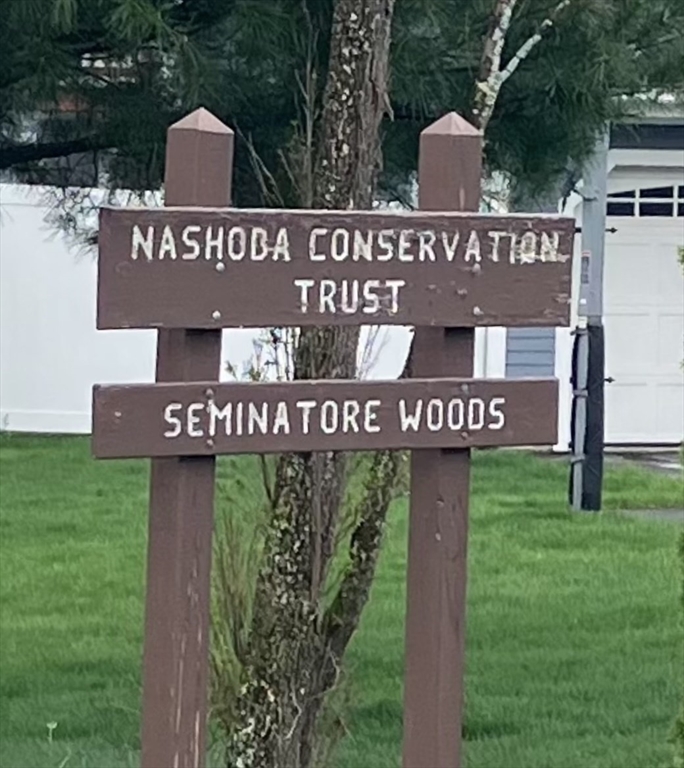 NASHOBA CONSERVATION
TRUST
SEMINATORE WOODS